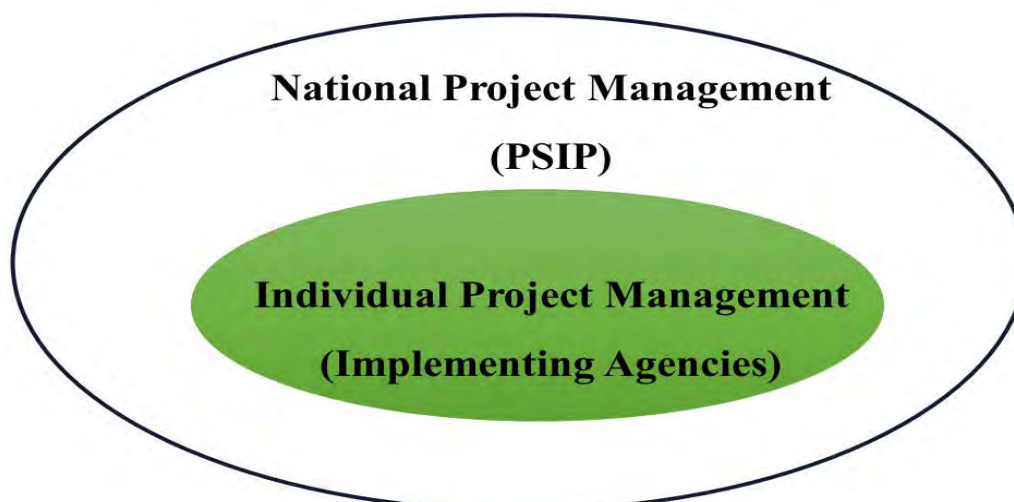 National Project Management
(PSIP)
Individual Project Management
(Implementing Agencies)